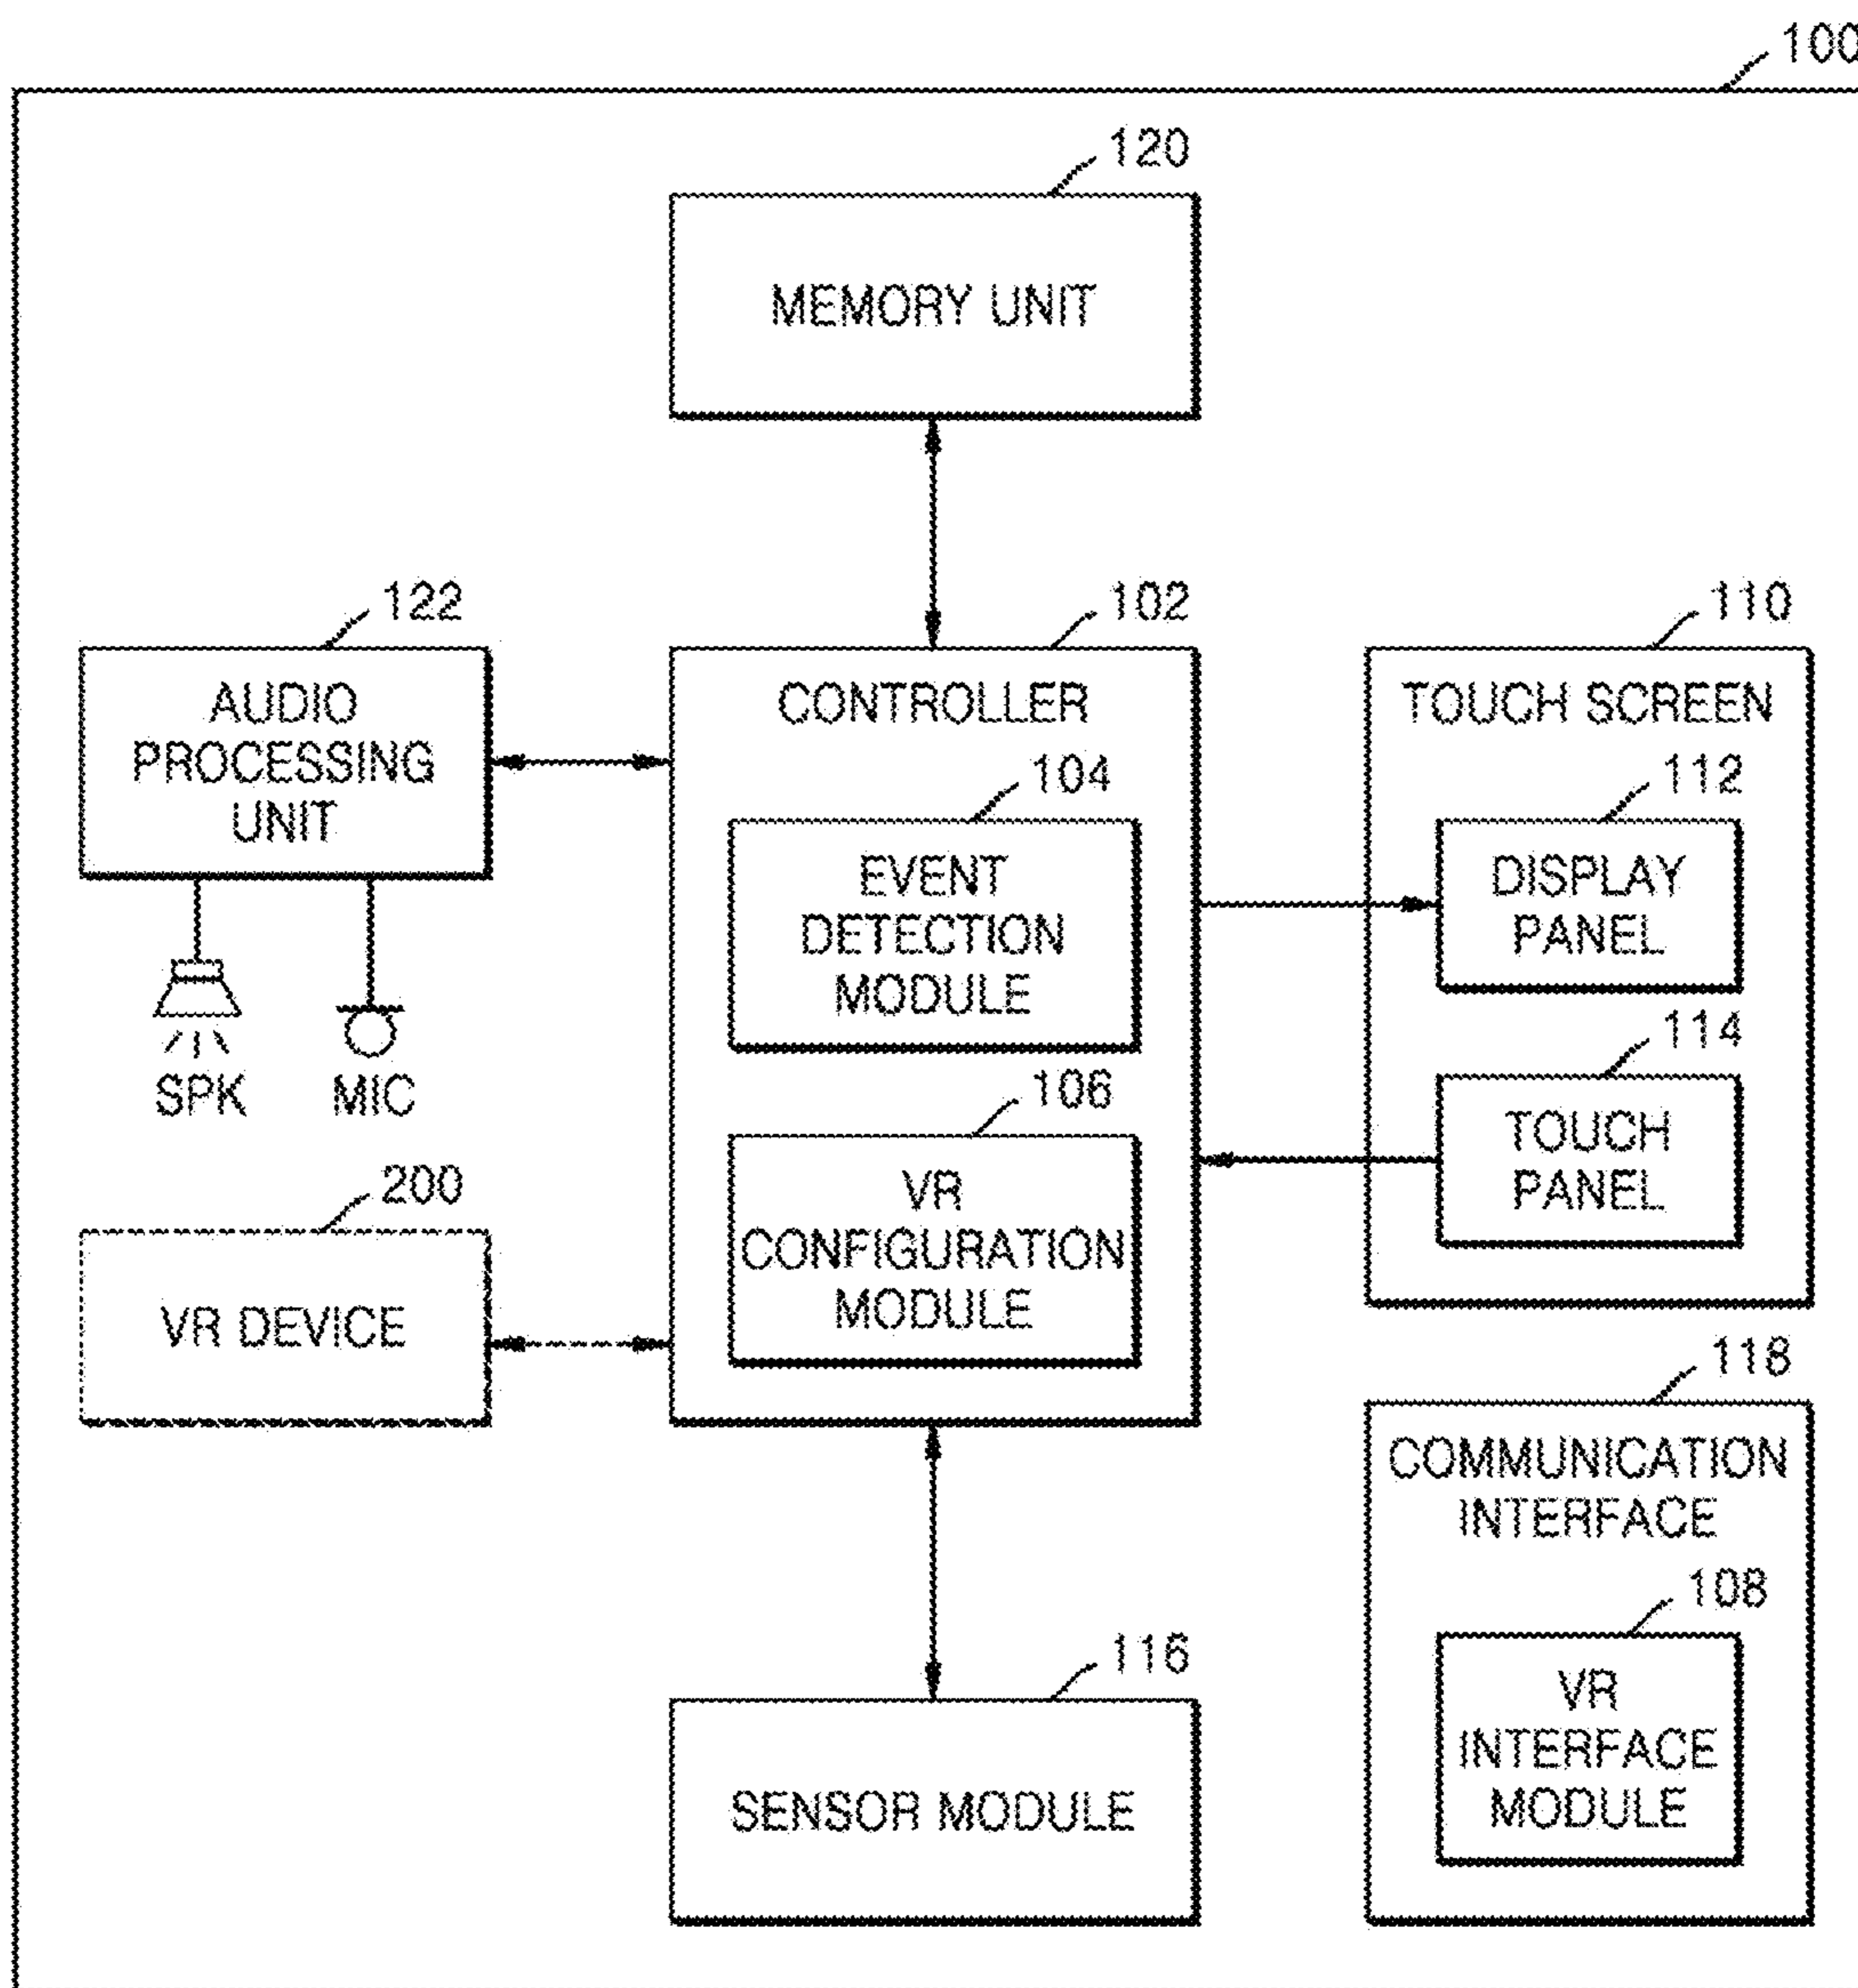 100
120
MEMORY UNIT
122
AUDIO
PROCESSING
UNIT
SPK
MIC
200
VR DEVICE
102
CONTROLLER
104
EVENT
DETECTION
MODULE
106
VR
CONFIGURATION
MODULE
110
TOUCH SCREEN
112
DISPLAY
PANEL
114
TOUCH
PANEL
118
COMMUNICATION
INTERFACE
108
VR
INTERFACE
MODULE
116
SENSOR MODULE